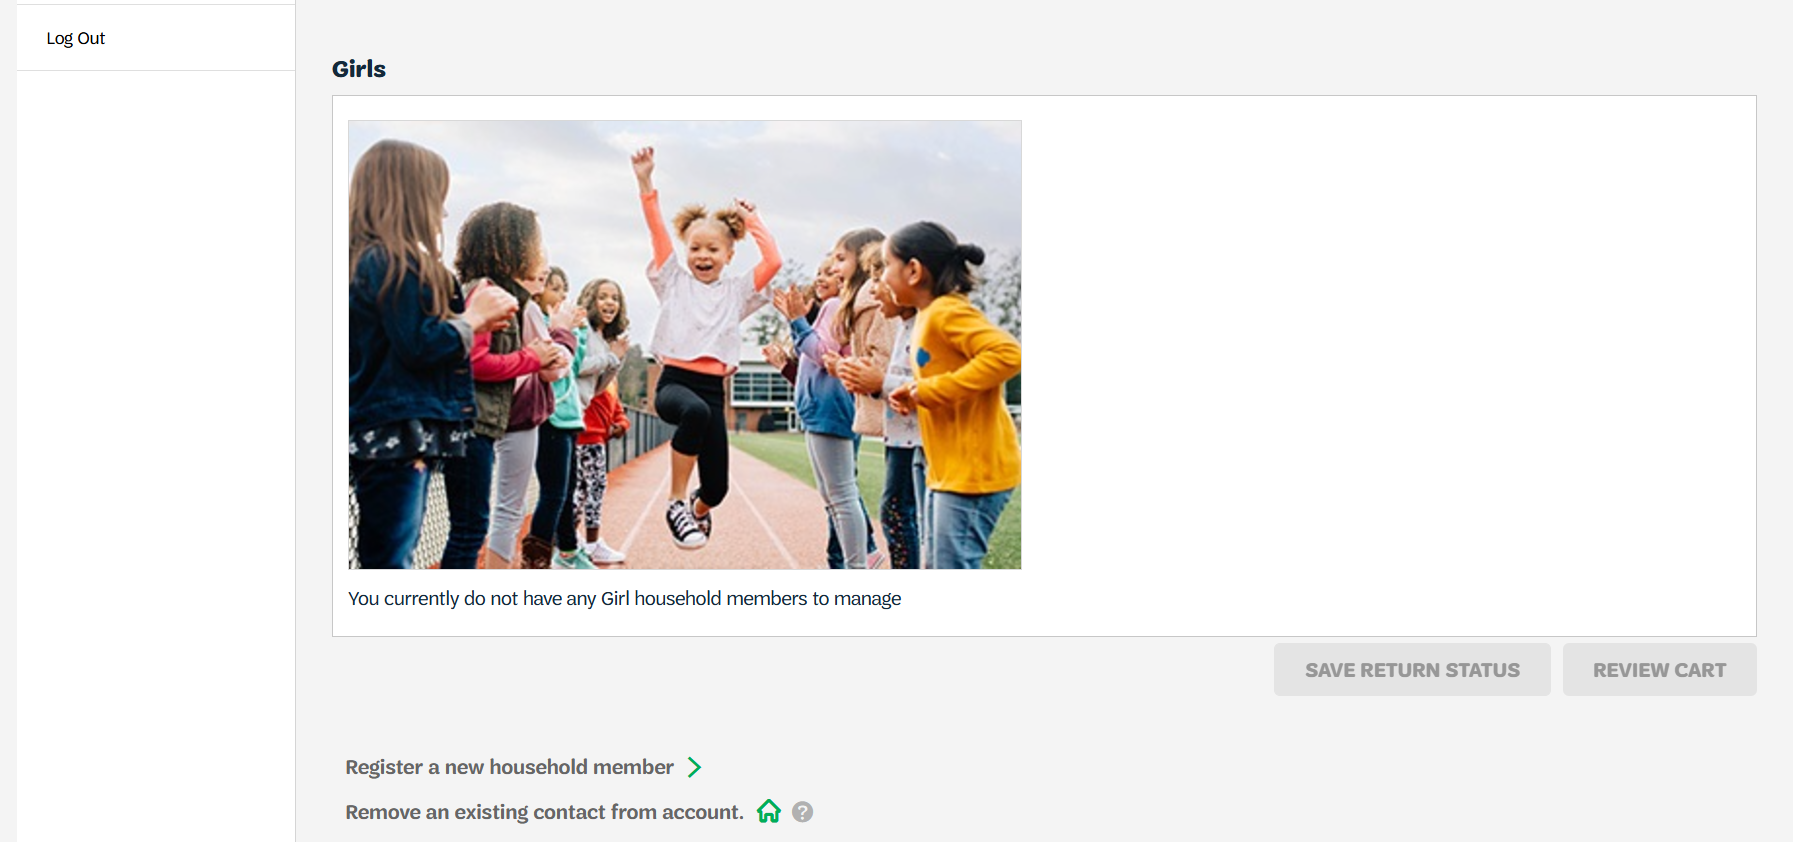 Log Out
Girls
You currently do not have any Girl household members to manage
SAVE RETURN STATUS
REVIEW CART
Register a new household member
Remove an existing contact from account.
?